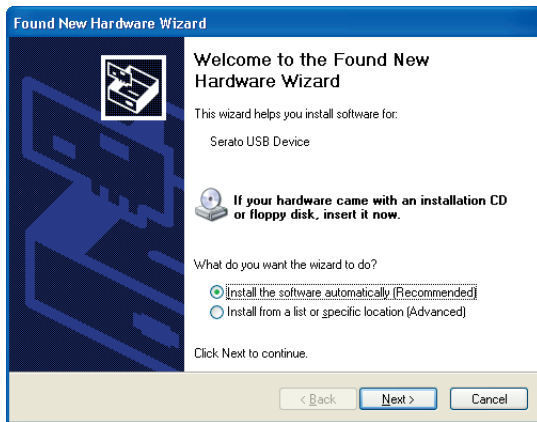 Found New Hardware Wizard
Welcome to the Found New
Hardware Wizard
This wizard helps you install software for:
Serato USB Device
If your hardware came with an installation CD
or floppy disk, insert it now.
What do you want the wizard to do?
Install the software automatically (Recommended)
Install from a list or specific location (Advanced)
Click Next to continue.
< Back Next > Cancel